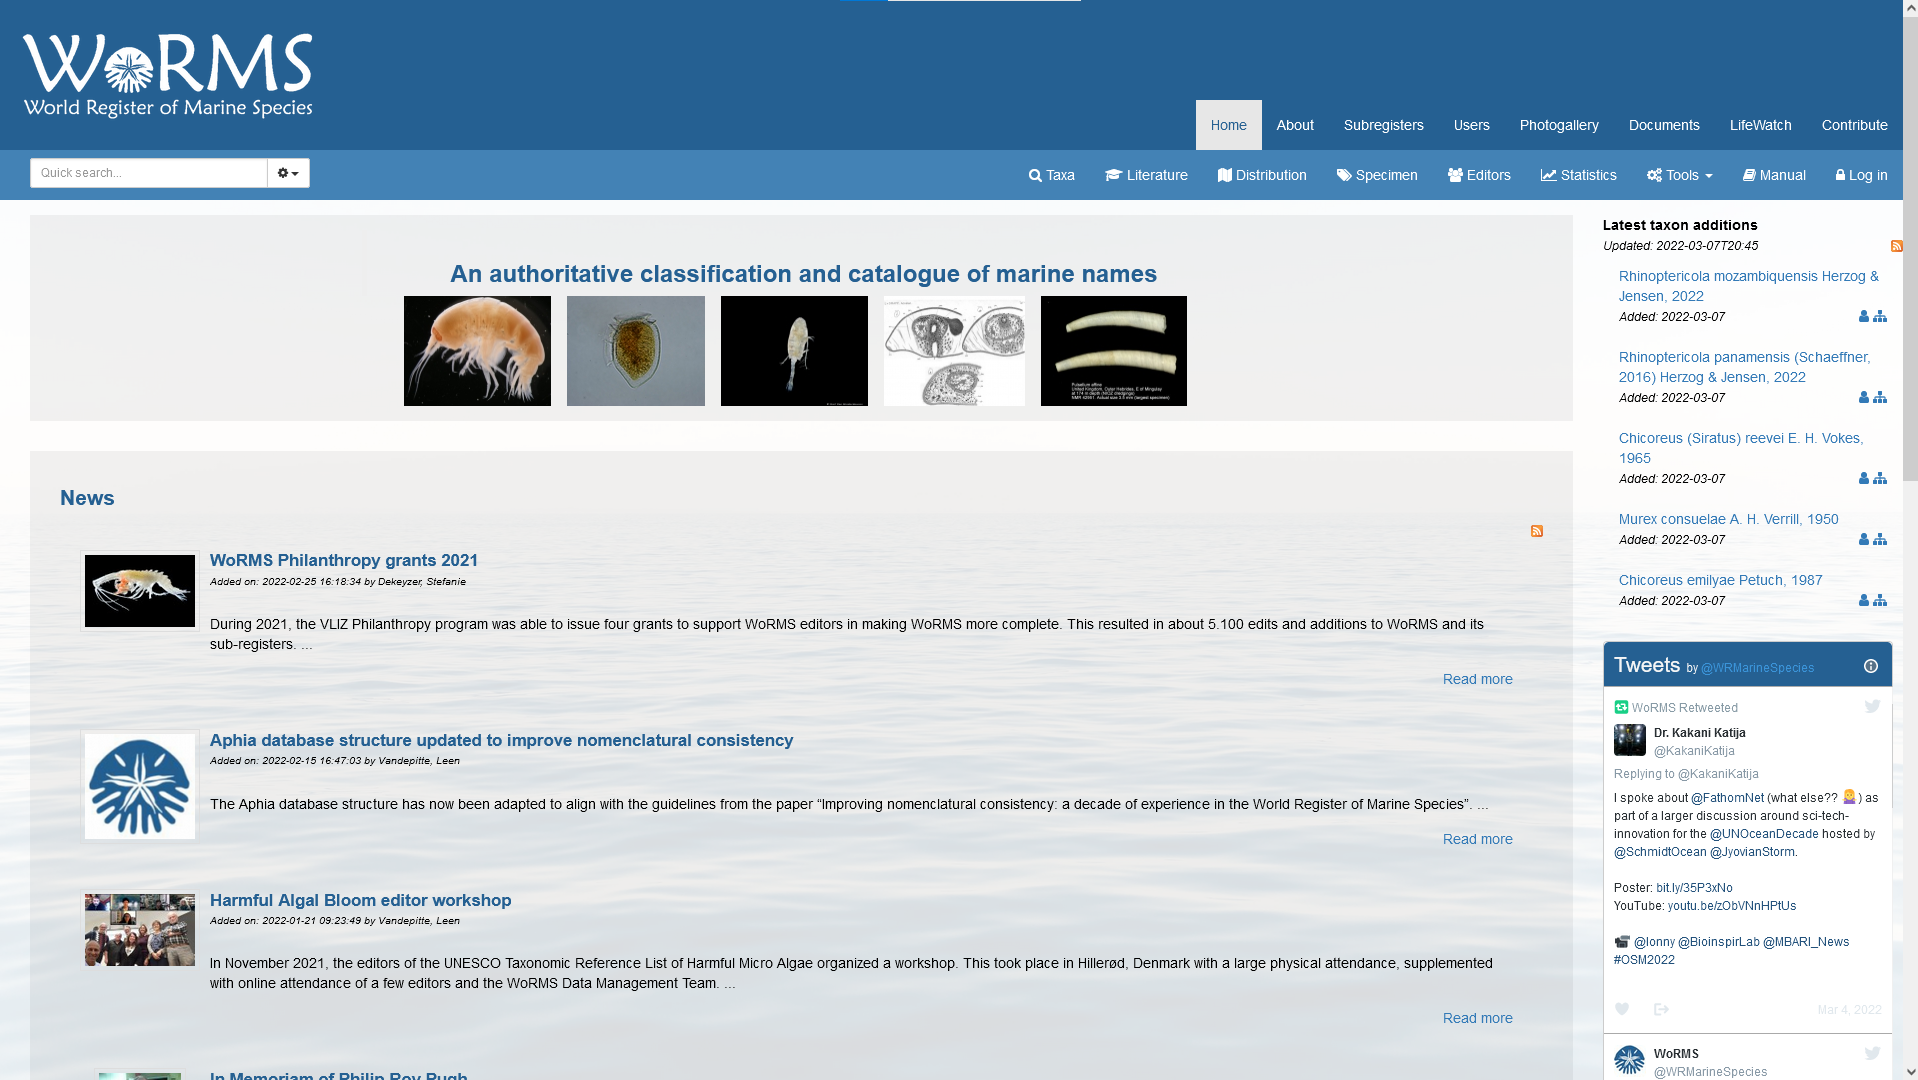 WoRMS
World Register of Marine Species
Home
About
Subregisters
Users
Photogallery
Documents
LifeWatch
Contribute
Quick search...
Taxa
Literature
Distribution
Specimen
Editors
Statistics
Tools
Manual
Log in
An authoritative classification and catalogue of marine names
News
WoRMS Philanthropy grants 2021
Added on: 2022-02-25 16:18:34 by Dekeyzer, Stefanie
During 2021, the VLIZ Philanthropy program was able to issue four grants to support WoRMS editors in making WoRMS more complete. This resulted in about 5.100 edits and additions to WoRMS and its
sub-registers. ...
Read more
Aphia database structure updated to improve nomenclatural consistency
Added on: 2022-02-15 16:47:03 by Vandepitte, Leen
The Aphia database structure has now been adapted to align with the guidelines from the paper “Improving nomenclatural consistency: a decade of experience in the World Register of Marine Species”. ...
Read more
Harmful Algal Bloom editor workshop
Added on: 2022-01-21 09:23:49 by Vandepitte, Leen
In November 2021, the editors of the UNESCO Taxonomic Reference List of Harmful Micro Algae organized a workshop. This took place in Hillerød, Denmark with a large physical attendance, supplemented
with online attendance of a few editors and the WoRMS Data Management Team. ...
Read more
In Memoriam of Philip Roy Pugh
Latest taxon additions
Updated: 2022-03-07T20:45
Rhinoptericola mozambiquensis Herzog &
Jensen, 2022
Added: 2022-03-07
Rhinoptericola panamensis (Schaeffner,
2016) Herzog & Jensen, 2022
Added: 2022-03-07
Chicoreus (Siratus) reevei E. H. Vokes,
1965
Added: 2022-03-07
Murex consuelae A. H. Verrill, 1950
Added: 2022-03-07
Chicoreus emilyae Petuch, 1987
Added: 2022-03-07
Tweets by @WRMarineSpecies
WoRMS Retweeted
Dr. Kakani Katija
@KakaniKatija
Replying to @KakaniKatija
I spoke about @FathomNet (what else?? 🤷‍♀️) as
part of a larger discussion around sci-tech-
innovation for the @UNOceanDecade hosted by
@SchmidtOcean @JyovianStorm.
Poster: bit.ly/35P3xNo
YouTube: youtu.be/zObVNnHPtUs
📹 @lonny @BioinspirLab @MBARI_News
#OSM2022
Mar 4, 2022
WoRMS
@WRMarineSpecies